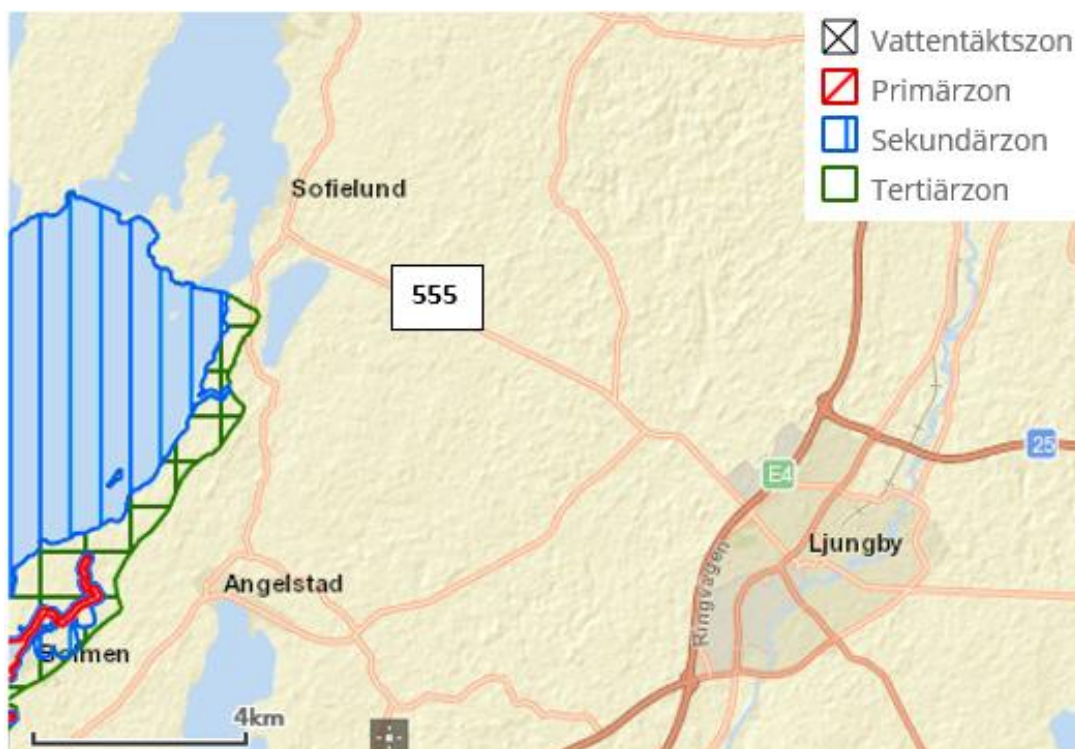 Vattentäktszon
Primärzon
Sekundärzon
Tertiärzon
Sofielund
555
25
E4
Ljungby
Ringvägen
Angelstad
Bolmen
4km